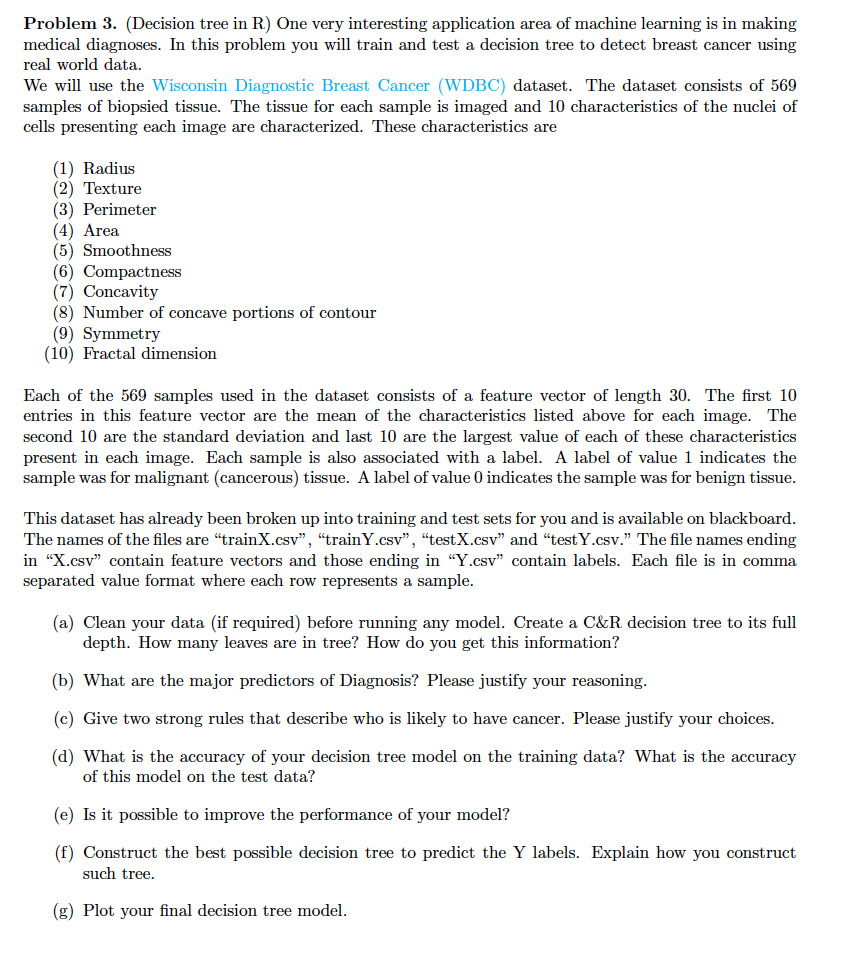 Problem 3. (Decision tree in R) One very interesting application area of machine learning is in making
medical diagnoses. In this problem you will train and test a decision tree to detect breast cancer using
real world data.
We will use the Wisconsin Diagnostic Breast Cancer (WDBC) dataset. The dataset consists of 569
samples of biopsied tissue. The tissue for each sample is imaged and 10 characteristics of the nuclei of
cells presenting each image are characterized. These characteristics are
(1) Radius
(2) Texture
(3) Perimeter
(4) Area
(5) Smoothness
(6) Compactness
(7) Concavity
(8) Number of concave portions of contour
(9) Symmetry
(10) Fractal dimension
Each of the 569 samples used in the dataset consists of a feature vector of length 30. The first 10
entries in this feature vector are the mean of the characteristics listed above for each image. The
second 10 are the standard deviation and last 10 are the largest value of each of these characteristics
present in each image. Each sample is also associated with a label. A label of value 1 indicates the
sample was for malignant (cancerous) tissue. A label of value 0 indicates the sample was for benign tissue.
This dataset has already been broken up into training and test sets for you and is available on blackboard.
The names of the files are “trainX.csv”, “trainY.csv”, “testX.csv” and “testY.csv.” The file names ending
in “X.csv” contain feature vectors and those ending in “Y.csv” contain labels. Each file is in comma
separated value format where each row represents a sample.
(a) Clean your data (if required) before running any model. Create a C&R decision tree to its full
depth. How many leaves are in tree? How do you get this information?
(b) What are the major predictors of Diagnosis? Please justify your reasoning.
(c) Give two strong rules that describe who is likely to have cancer. Please justify your choices.
(d) What is the accuracy of your decision tree model on the training data? What is the accuracy
of this model on the test data?
(e) Is it possible to improve the performance of your model?
(f) Construct the best possible decision tree to predict the Y labels. Explain how you construct
such tree.
(g) Plot your final decision tree model.